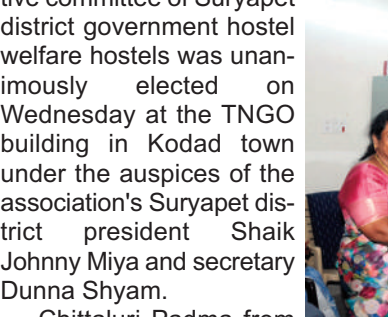 tive committee of Suryapet
district government hostel
welfare hostels was unan-
imously elected on
Wednesday at the TNGO
building in Kodad town
under the auspices of the
association's Suryapet dis-
trict president Shaik
Johnny Miya and secretary
Dunna Shyam.
Chittaluri Padma from